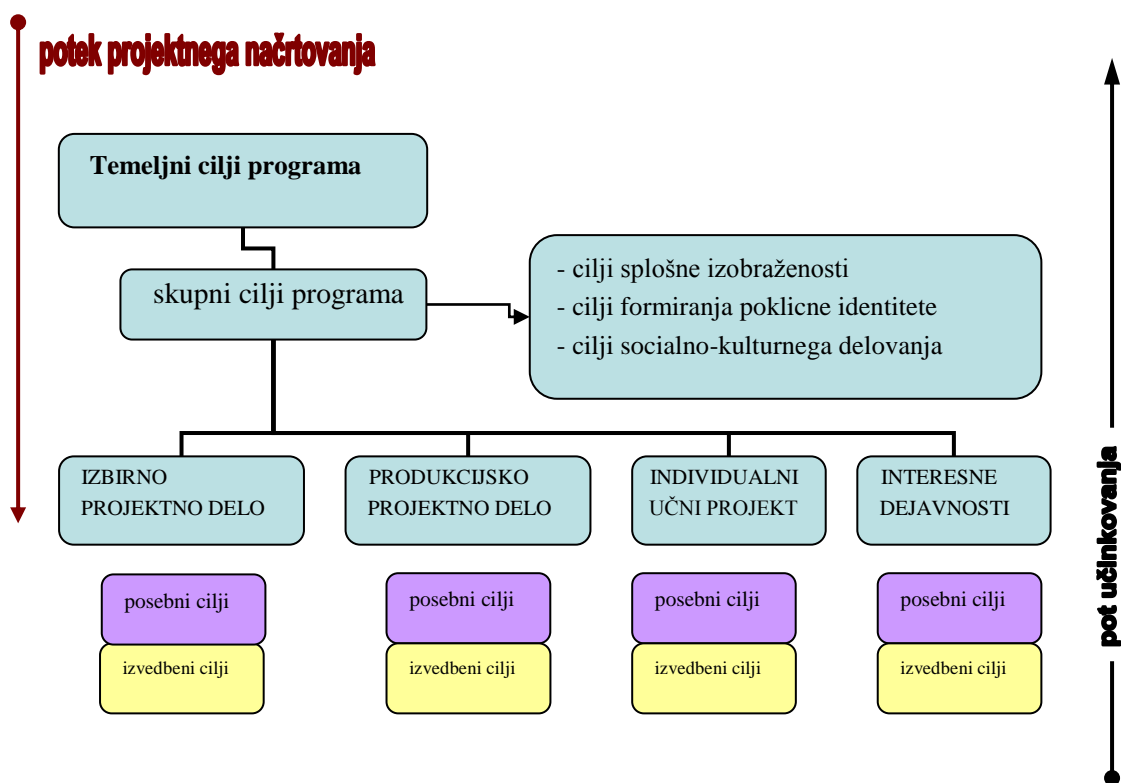 potek projektnega načrtovanja
Temeljni cilji programa
skupni cilji programa
- cilji splošne izobraženosti
- cilji formiranja poklicne identitete
- cilji socialno-kulturnega delovanja
IZBIRNO
PROJEKTNO DELO
PRODUKCIJSKO
PROJEKTNO DELO
INDIVIDUALNI
UČNI PROJEKT
INTERESNE
DEJAVNOSTI
posebni cilji
izvedbeni cilji
posebni cilji
izvedbeni cilji
posebni cilji
izvedbeni cilji
posebni cilji
izvedbeni cilji
pot učinkovanja